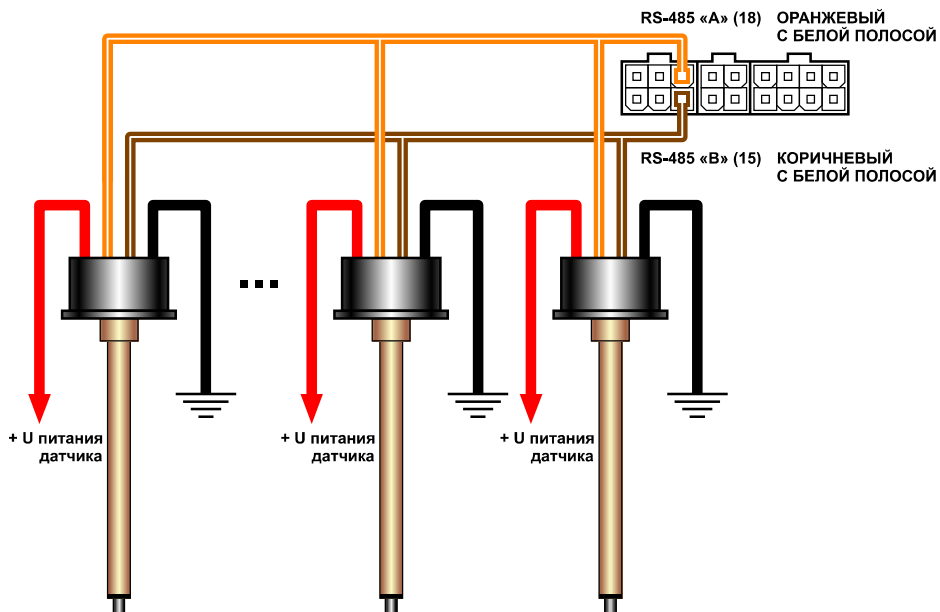 RS-485 «А» (18) ОРАНЖЕВЫЙ
С БЕЛОЙ ПОЛОСОЙ
RS-485 «В» (15) КОРИЧНЕВЫЙ
С БЕЛОЙ ПОЛОСОЙ
+ U питания
датчика
+ U питания
датчика
+ U питания
датчика